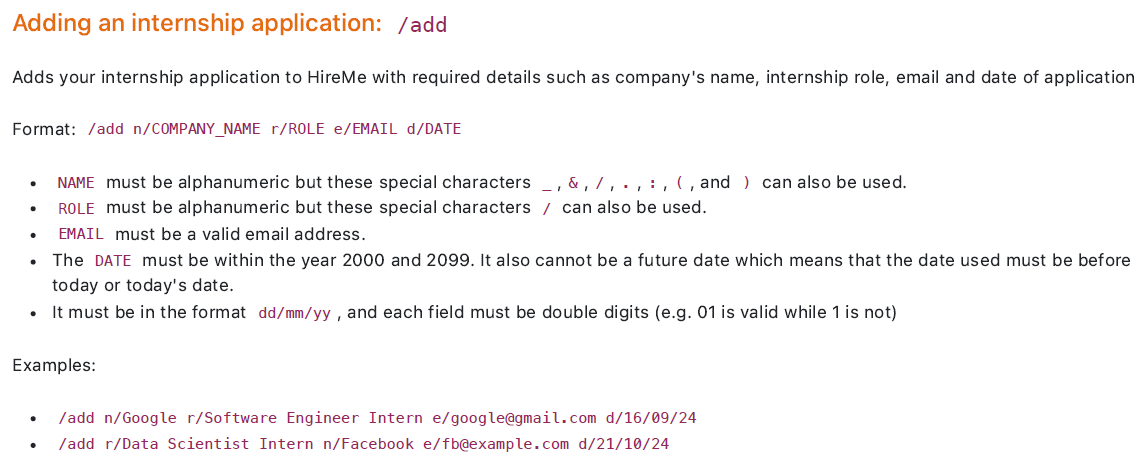 Adding an internship application: /add
Adds your internship application to HireMe with required details such as company's name, internship role, email and date of application
Format: /add n/COMPANY_NAME r/ROLE e/EMAIL d/DATE
• NAME must be alphanumeric but these special characters _ , & , / , . , : , ( , and ) can also be used.
• ROLE must be alphanumeric but these special characters / can also be used.
• EMAIL must be a valid email address.
• The DATE must be within the year 2000 and 2099. It also cannot be a future date which means that the date used must be before
today or today's date.
• It must be in the format dd/mm/yy , and each field must be double digits (e.g. 01 is valid while 1 is not)
Examples:
• /add n/Google r/Software Engineer Intern e/google@gmail.com d/16/09/24
• /add r/Data Scientist Intern n/Facebook e/fb@example.com d/21/10/24